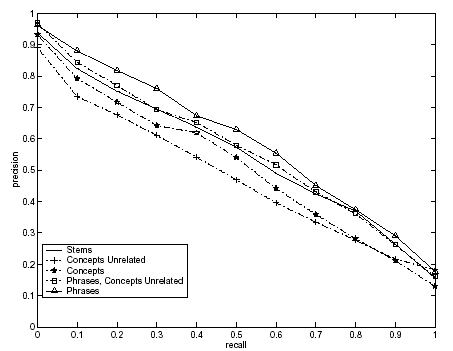 1
0.9
0.8
0.7
0.6
0.5
0.4
0.3
0.2
0.1
0
precision
Stems
Concepts Unrelated
Concepts
Phrases, Concepts Unrelated
Phrases
0 0.1 0.2 0.3 0.4 0.5 0.6 0.7 0.8 0.9 1
recall